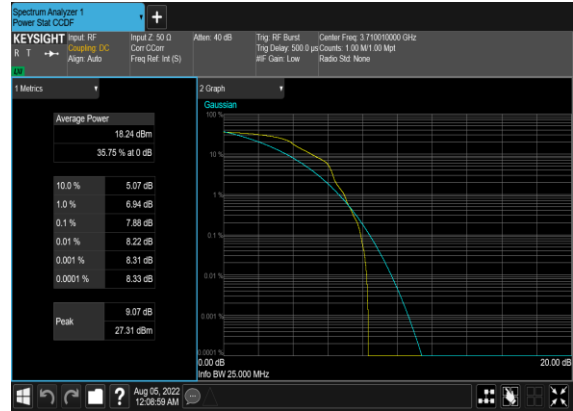 Spectrum Analyzer 1
Power Stat CCDF
KEYSIGHT
R T
LXI
Input: RF
Coupling: DC
Align: Auto
Input Z: 50 Ω
Corr CCorr
Freq Ref: Int (S)
Atten: 40 dB
Trig: RF Burst
Trig Delay: 500.0 µs
#IF Gain: Low
Center Freq: 3.710010000 GHz
Counts: 1.00 M/1.00 Mpt
Radio Std: None
1 Metrics
Average Power
18.24 dBm
35.75 % at 0 dB
10.0 % 5.07 dB
1.0 % 6.94 dB
0.1 % 7.88 dB
0.01 % 8.22 dB
0.001 % 8.31 dB
0.0001 % 8.33 dB
Peak
9.07 dB
27.31 dBm
2 Graph
Gaussian
100 %
10 %
1 %
0.1 %
0.01 %
0.001 %
0.0001 %
0.00 dB 20.00 dB
Info BW 25.000 MHz
?
Aug 05, 2022
12:08:59 AM